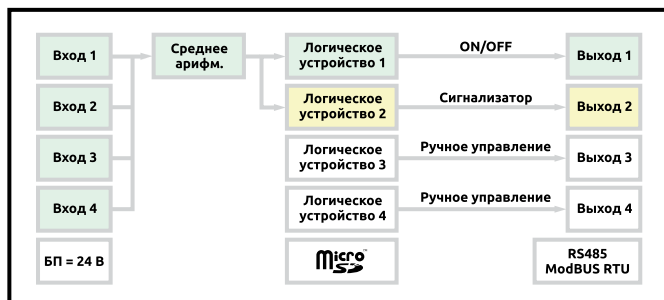 Вход 1
Среднее
арифм.
Логическое
устройство 1
ON/OFF
Выход 1
Вход 2
Логическое
устройство 2
Сигнализатор
Выход 2
Вход 3
Логическое
устройство 3
Ручное управление
Выход 3
Вход 4
Логическое
устройство 4
Ручное управление
Выход 4
БП = 24 В
Micro
SD
TM
RS485
ModBUS RTU